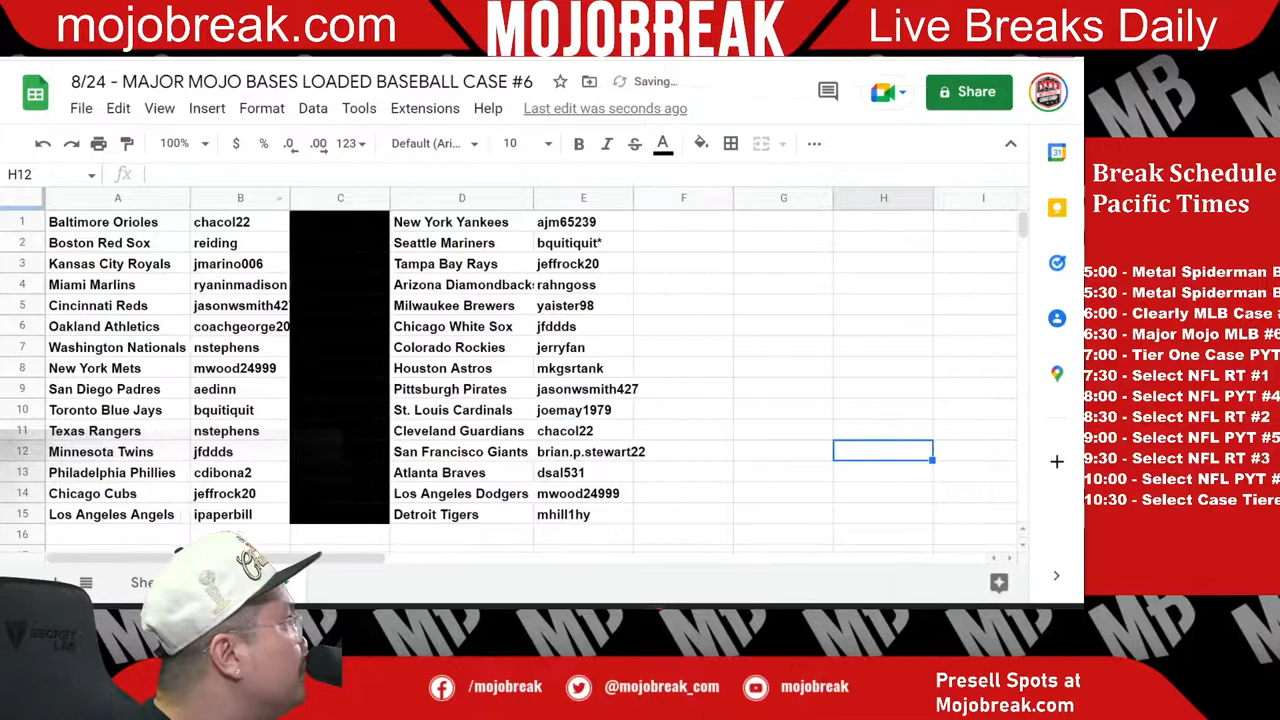 mojobreak.com
MOJOBREAK
Live Breaks Daily
8/24 - MAJOR MOJO BASES LOADED BASEBALL CASE #6
Saving…
File Edit View Insert Format Data Tools Extensions Help Last edit was seconds ago
Share
100% $ % .0 .00 123 Default (Ari... 10 B I S A
H12 fx
A B C D E F G H I
1 Baltimore Orioles chacol22 New York Yankees ajm65239
2 Boston Red Sox reiding Seattle Mariners bquitiquit*
3 Kansas City Royals jmarino006 Tampa Bay Rays jeffrock20
4 Miami Marlins ryaninmadison Arizona Diamondbacks rahngoss
5 Cincinnati Reds jasonwsmith427 Milwaukee Brewers yaister98
6 Oakland Athletics coachgeorge20 Chicago White Sox jfddds
7 Washington Nationals nstephens Colorado Rockies jerryfan
8 New York Mets mwood24999 Houston Astros mkgsrtank
9 San Diego Padres aedinn Pittsburgh Pirates jasonwsmith427
10 Toronto Blue Jays bquitiquit St. Louis Cardinals joemay1979
11 Texas Rangers nstephens Cleveland Guardians chacol22
12 Minnesota Twins jfddds San Francisco Giants brian.p.stewart22
13 Philadelphia Phillies cdibona2 Atlanta Braves dsal531
14 Chicago Cubs jeffrock20 Los Angeles Dodgers mwood24999
15 Los Angeles Angels ipaperbill Detroit Tigers mhill1hy
16
She
Break Schedule
Pacific Times
5:00 - Metal Spiderman B
5:30 - Metal Spiderman B
6:00 - Clearly MLB Case #
6:30 - Major Mojo MLB #6
7:00 - Tier One Case PYT
7:30 - Select NFL RT #1
8:00 - Select NFL PYT #4
8:30 - Select NFL RT #2
9:00 - Select NFL PYT #5
9:30 - Select NFL RT #3
10:00 - Select NFL PYT #
10:30 - Select Case Tiere
SECRET
LAB
/mojobreak @mojobreak_com mojobreak
Presell Spots at
Mojobreak.com